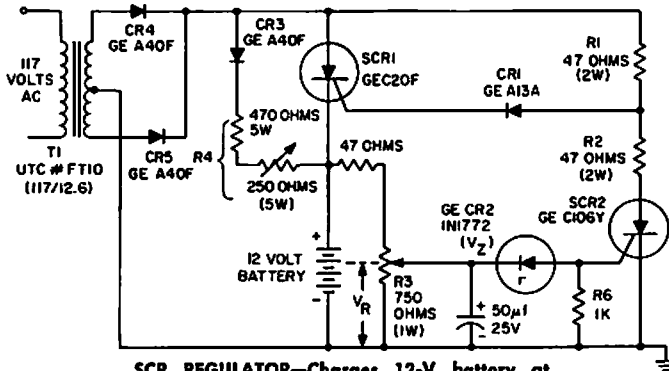 CR4
GE A40F
117
VOLTS
AC
T1
UTC #FT10
(117/12.6)
CR5
GE A40F
CR3
GE A40F
R4
470 OHMS
5W
250 OHMS
(5W)
SCR1
GEC20F
47 OHMS
CR1
GE A13A
R1
47 OHMS
(2W)
R2
47 OHMS
(2W)
SCR2
GE C106Y
GE CR2
1N1772
(VZ)
r
+
12 VOLT
BATTERY
-
VR
R3
750
OHMS
(1W)
+
50μf
25V
-
R6
1K
SCR REGULATOR—Charges 12-V battery at